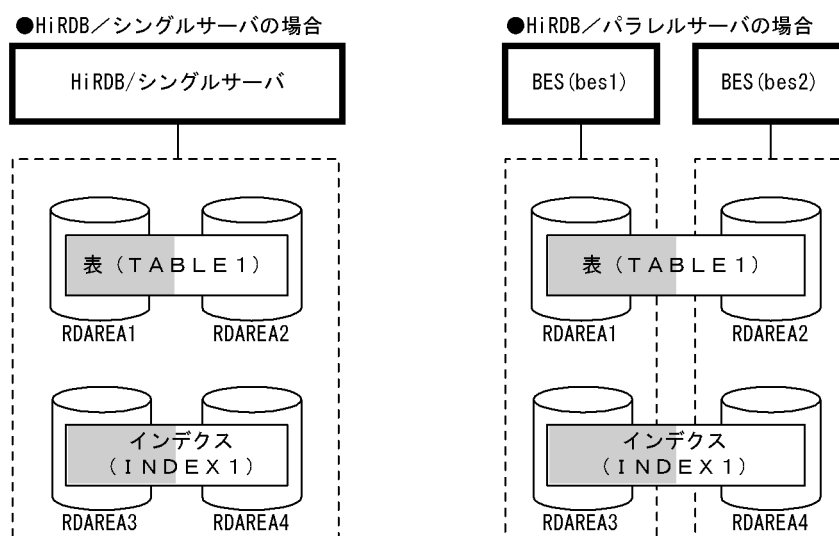 ●HiRDB／シングルサーバの場合
HiRDB/シングルサーバ
表（ＴＡＢＬＥ１）
RDAREA1
RDAREA2
インデクス
（ＩＮＤＥＸ１）
RDAREA3
RDAREA4
●HiRDB／パラレルサーバの場合
BES(bes1)
BES(bes2)
表（ＴＡＢＬＥ１）
RDAREA1
RDAREA2
インデクス
（ＩＮＤＥＸ１）
RDAREA3
RDAREA4